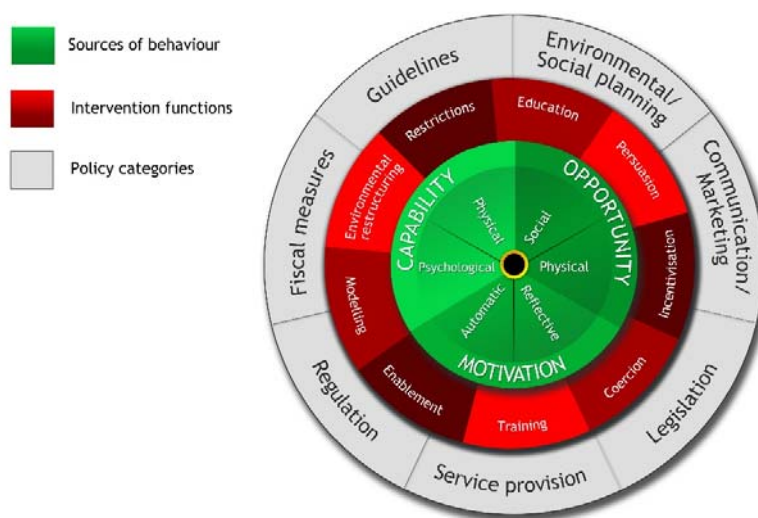 Sources of behaviour
Intervention functions
Policy categories
Guidelines
Environmental/
Social planning
Communication/
Marketing
Legislation
Service provision
Regulation
Fiscal measures
Restrictions
Education
Persuasion
Incentivisation
Coercion
Training
Enablement
Modelling
Environmental
restructuring
CAPABILITY
OPPORTUNITY
MOTIVATION
Physical
Social
Physical
Reflective
Automatic
Psychological